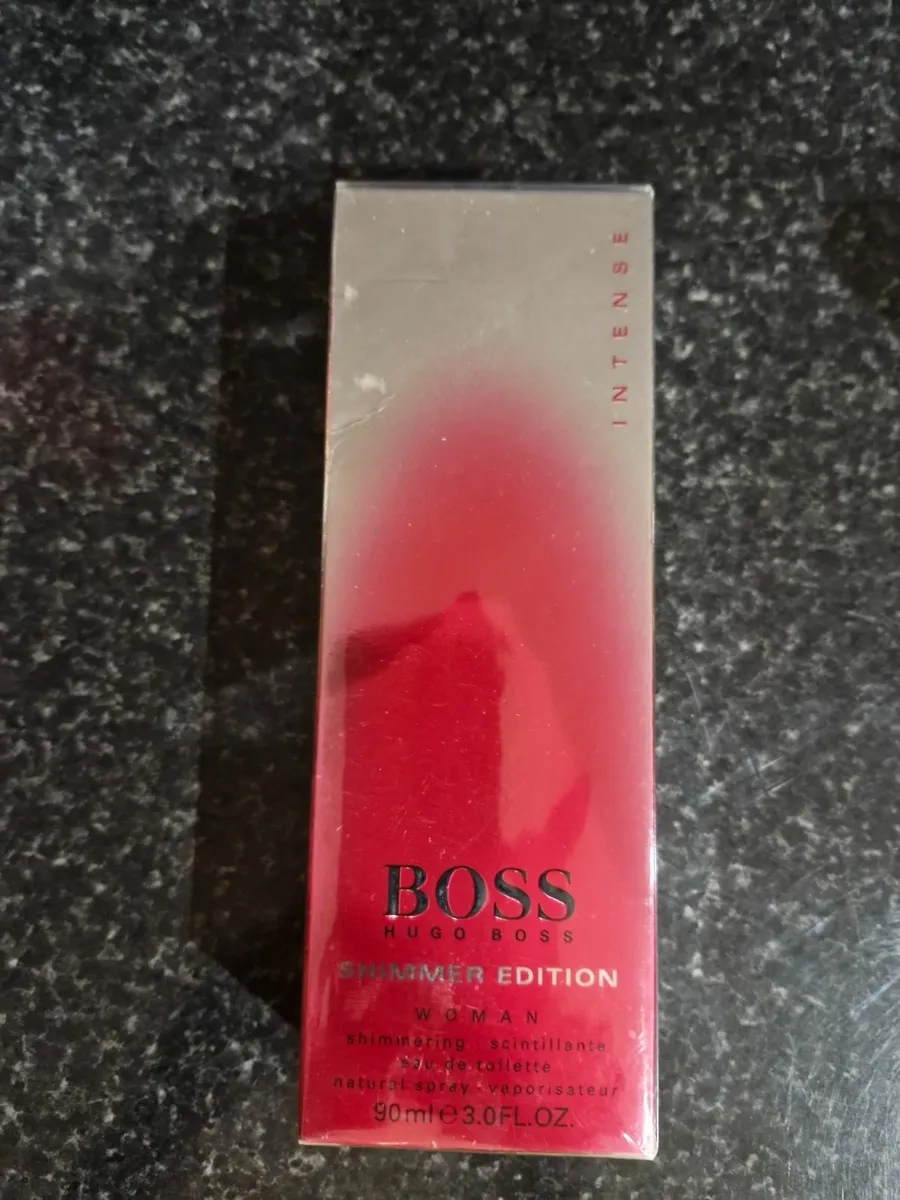 INTENSE
BOSS
HUGO BOSS
SHIMMER EDITION
WOMAN
shimmering - scintillante
eau de toilette
natural spray - vaporisateur
90ml e 3.0FL.OZ.